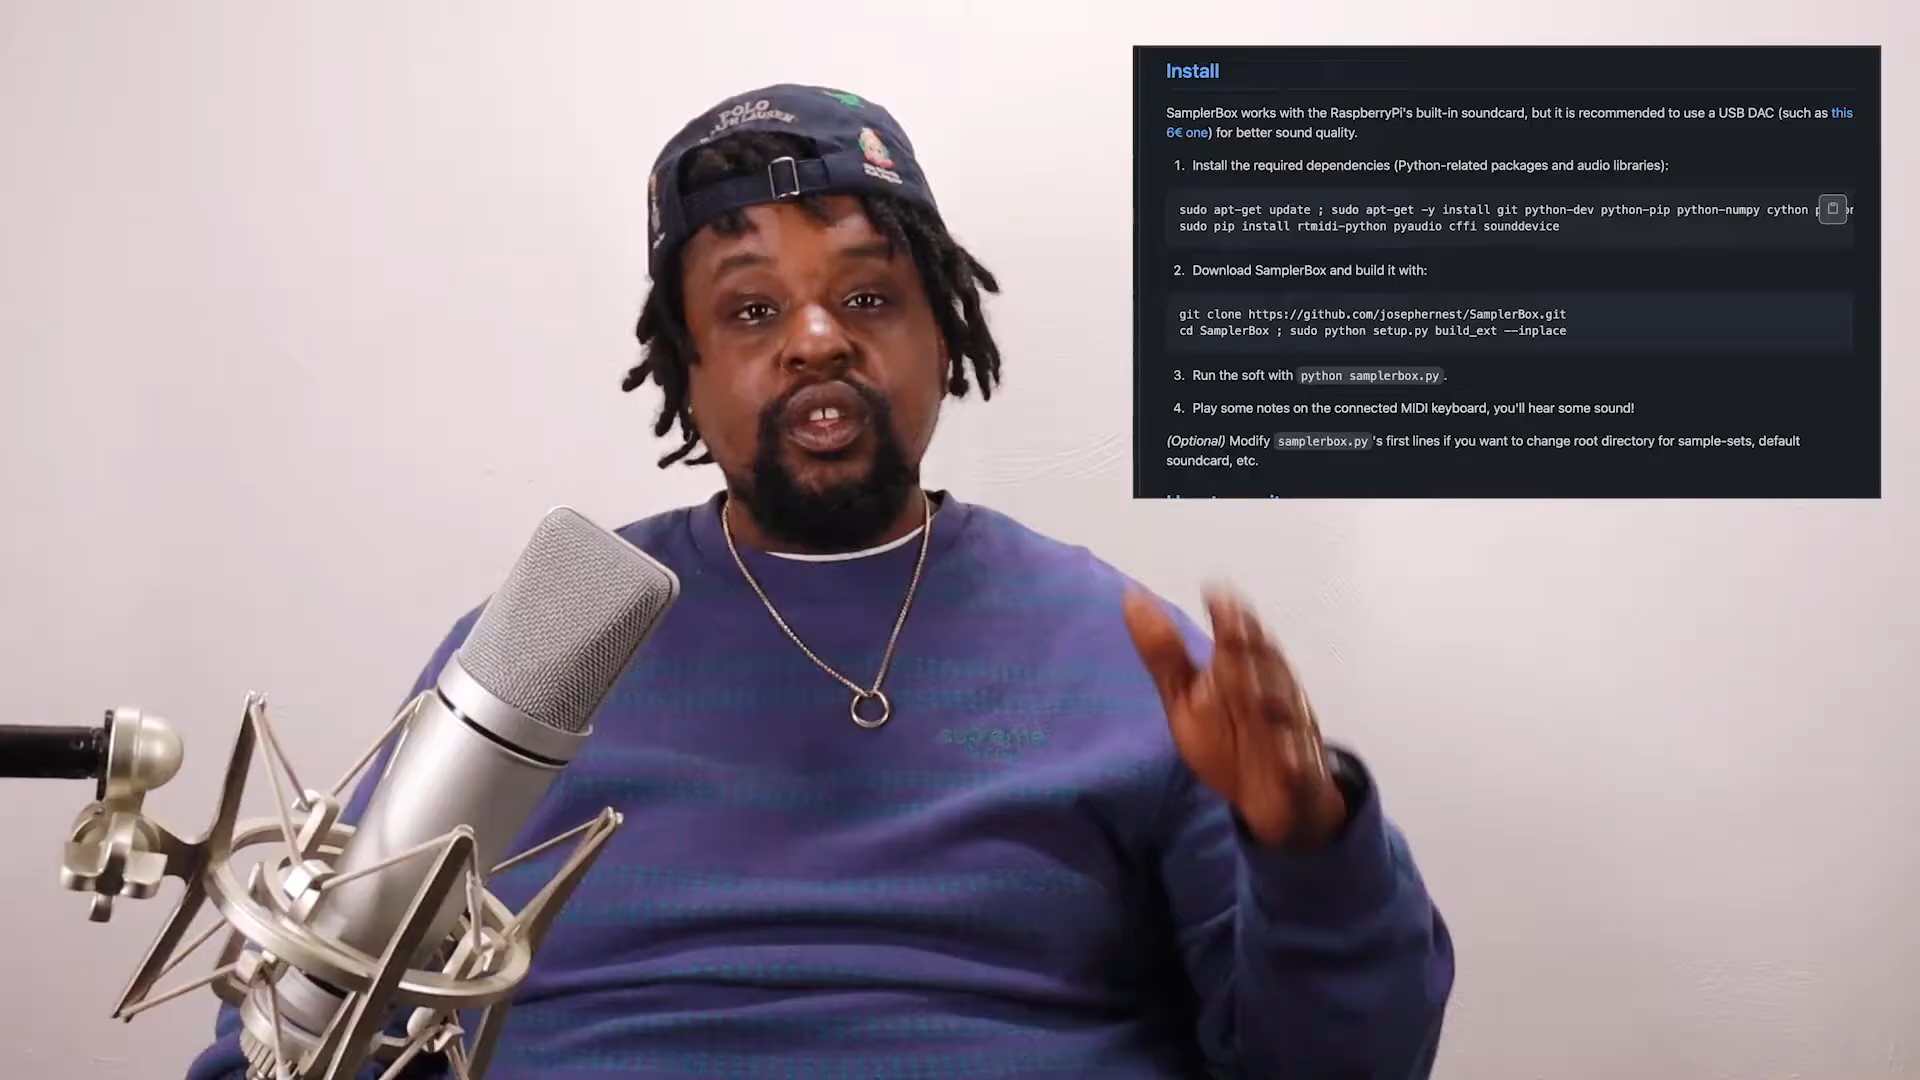 POLO
Install
SamplerBox works with the RaspberryPi's built-in soundcard, but it is recommended to use a USB DAC (such as this
6€ one) for better sound quality.
1. Install the required dependencies (Python-related packages and audio libraries):
sudo apt-get update ; sudo apt-get -y install git python-dev python-pip python-numpy cython
sudo pip install rtmidi-python pyaudio cffi sounddevice
2. Download SamplerBox and build it with:
git clone https://github.com/josephernest/SamplerBox.git
cd SamplerBox ; sudo python setup.py build_ext --inplace
3. Run the soft with python samplerbox.py.
4. Play some notes on the connected MIDI keyboard, you'll hear some sound!
(Optional) Modify samplerbox.py's first lines if you want to change root directory for sample-sets, default
soundcard, etc.